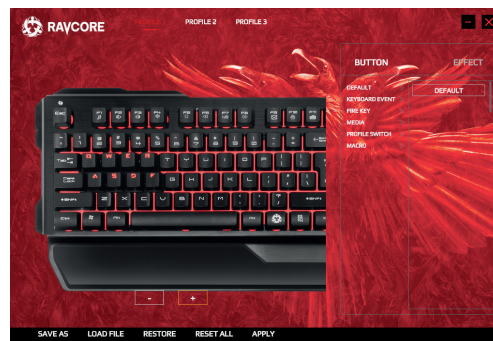 RAVCORE
PROFILE 2 PROFILE 3
BUTTON EFFECT
DEFAULT
KEYBOARD EVENT
FIRE KEY
MEDIA
PROFILE SWITCH
MACRO
DEFAULT
Esc
Q W E R T Y U O P
A S D F G H J K L
Z X C V B N M
- +
SAVE AS LOAD FILE RESTORE RESET ALL APPLY